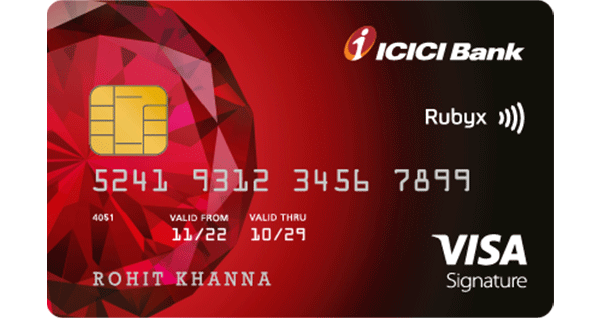 ICICI Bank
Rubyx
5241 9312 3456 7899
4051 VALID FROM VALID THRU
11/22 10/29
VISA
Signature
ROHIT KHANNA